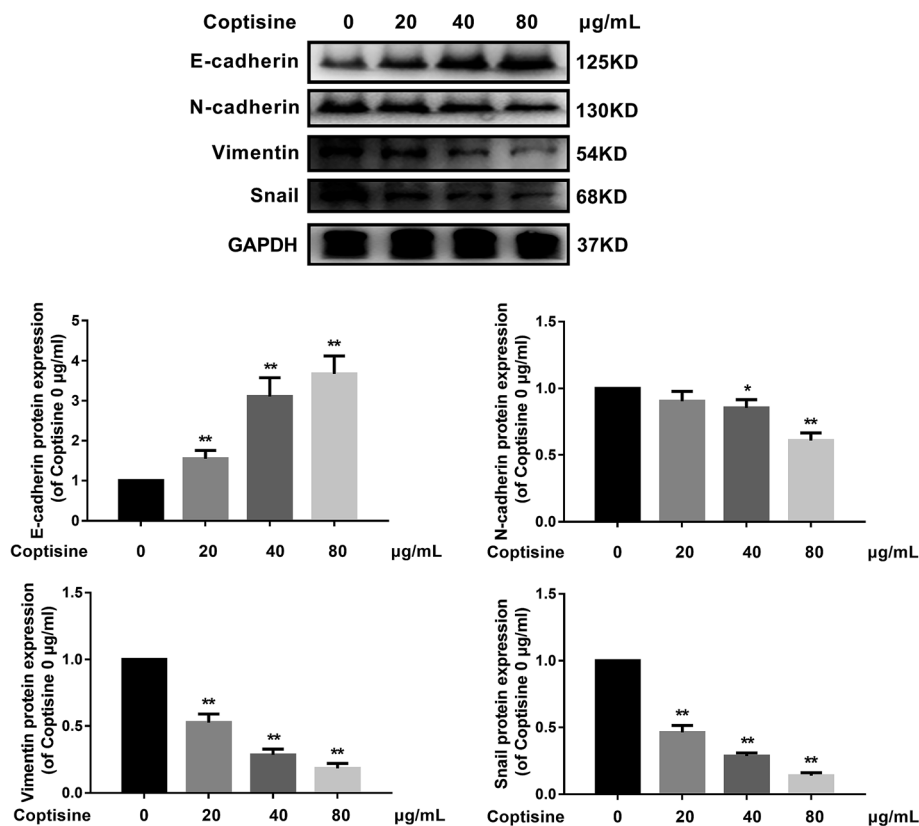 Coptisine 0 20 40 80 µg/mL
E-cadherin 125KD
N-cadherin 130KD
Vimentin 54KD
Snail 68KD
GAPDH 37KD
E-cadherin protein expression
(of Coptisine 0 µg/ml)
5
4
3
2
1
0
**
**
**
Coptisine 0 20 40 80 µg/mL
N-cadherin protein expression
(of Coptisine 0 µg/ml)
1.5
1.0
0.5
0.0
*
**
Coptisine 0 20 40 80 µg/mL
Vimentin protein expression
(of Coptisine 0 µg/ml)
1.5
1.0
0.5
0.0
**
**
**
Coptisine 0 20 40 80 µg/mL
Snail protein expression
(of Coptisine 0 µg/ml)
1.5
1.0
0.5
0.0
**
**
**
Coptisine 0 20 40 80 µg/mL